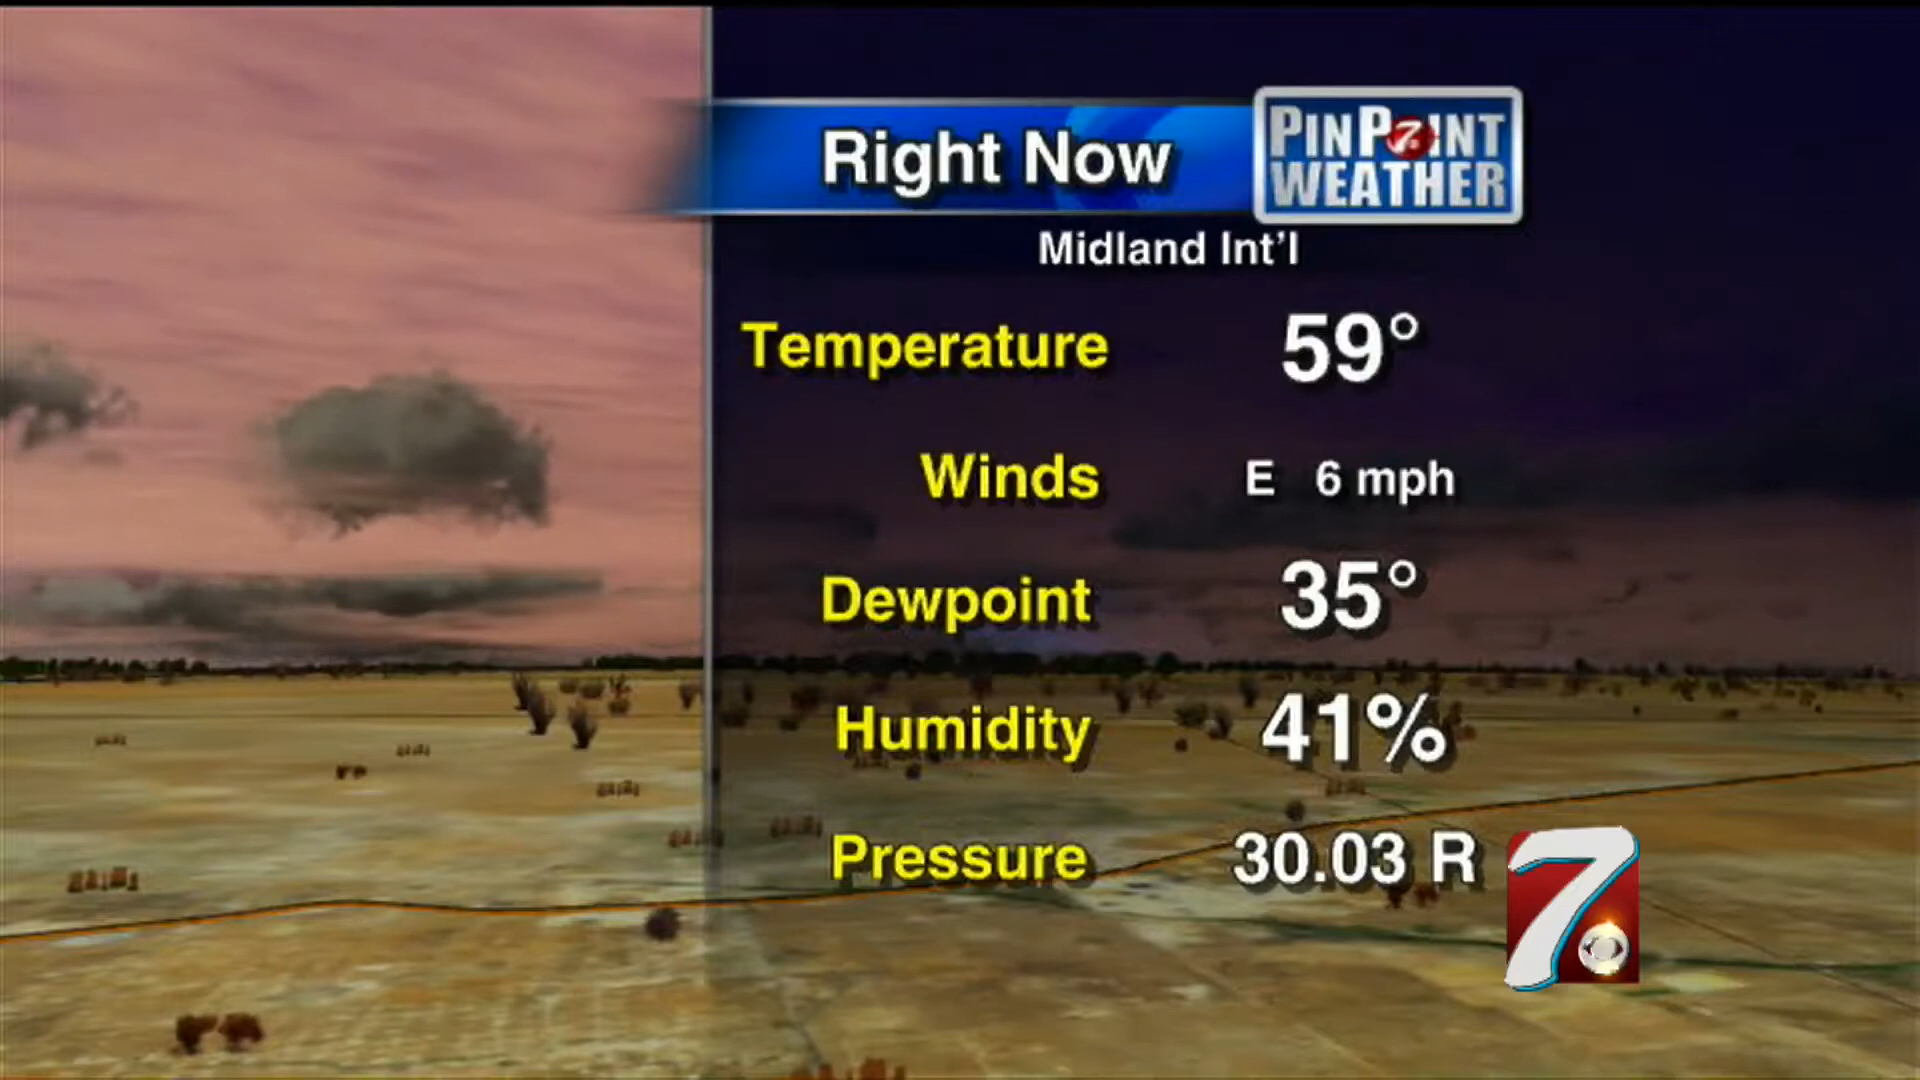 Right Now
PINPOINT
WEATHER
Midland Int'l
Temperature 59°
Winds E 6 mph
Dewpoint 35°
Humidity 41%
Pressure 30.03 R
7